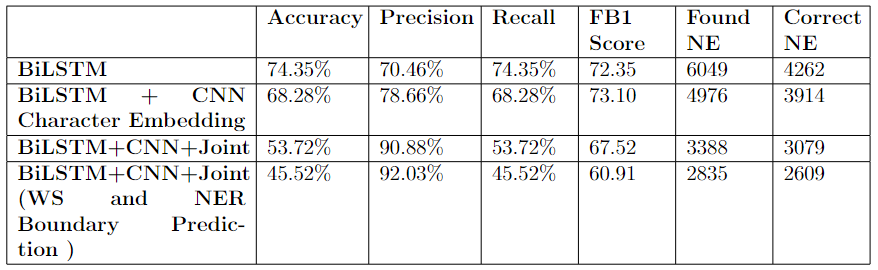 Accuracy Precision Recall FB1 Score Found NE Correct NE
BiLSTM 74.35% 70.46% 74.35% 72.35 6049 4262
BiLSTM + CNN Character Embedding 68.28% 78.66% 68.28% 73.10 4976 3914
BiLSTM+CNN+Joint 53.72% 90.88% 53.72% 67.52 3388 3079
BiLSTM+CNN+Joint (WS and NER Boundary Predic-tion ) 45.52% 92.03% 45.52% 60.91 2835 2609